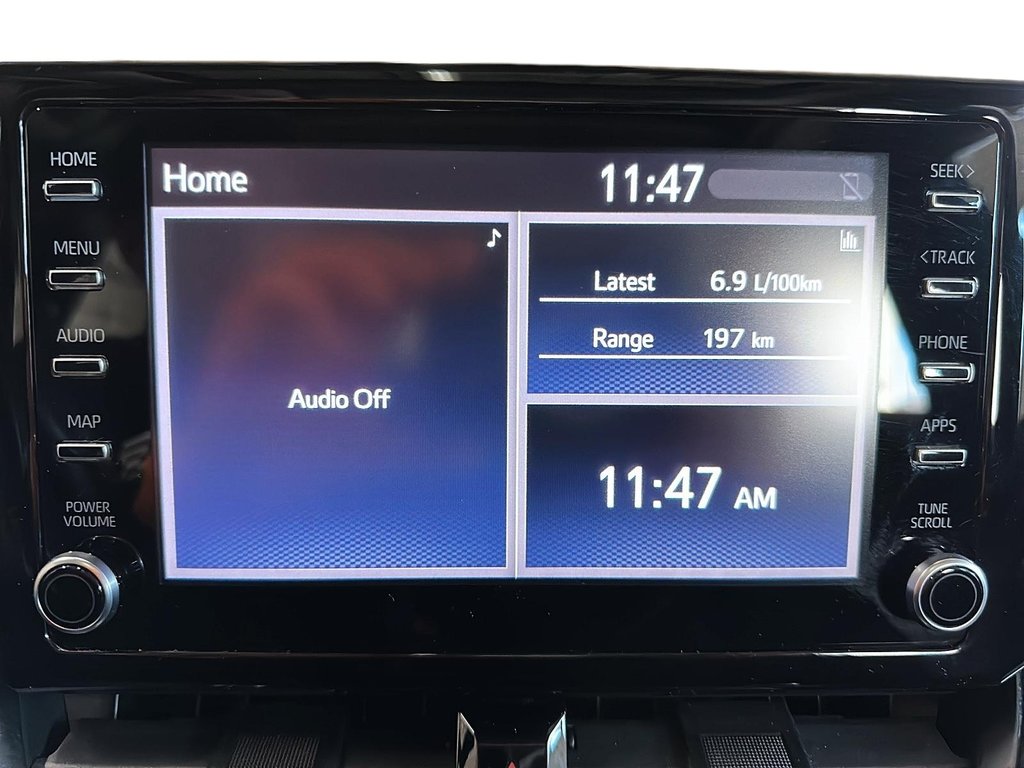 HOME
MENU
AUDIO
MAP
POWER
VOLUME
Home
11:47
Audio Off
Latest 6.9 L/100km
Range 197 km
11:47 AM
SEEK>
<TRACK
PHONE
APPS
TUNE
SCROLL